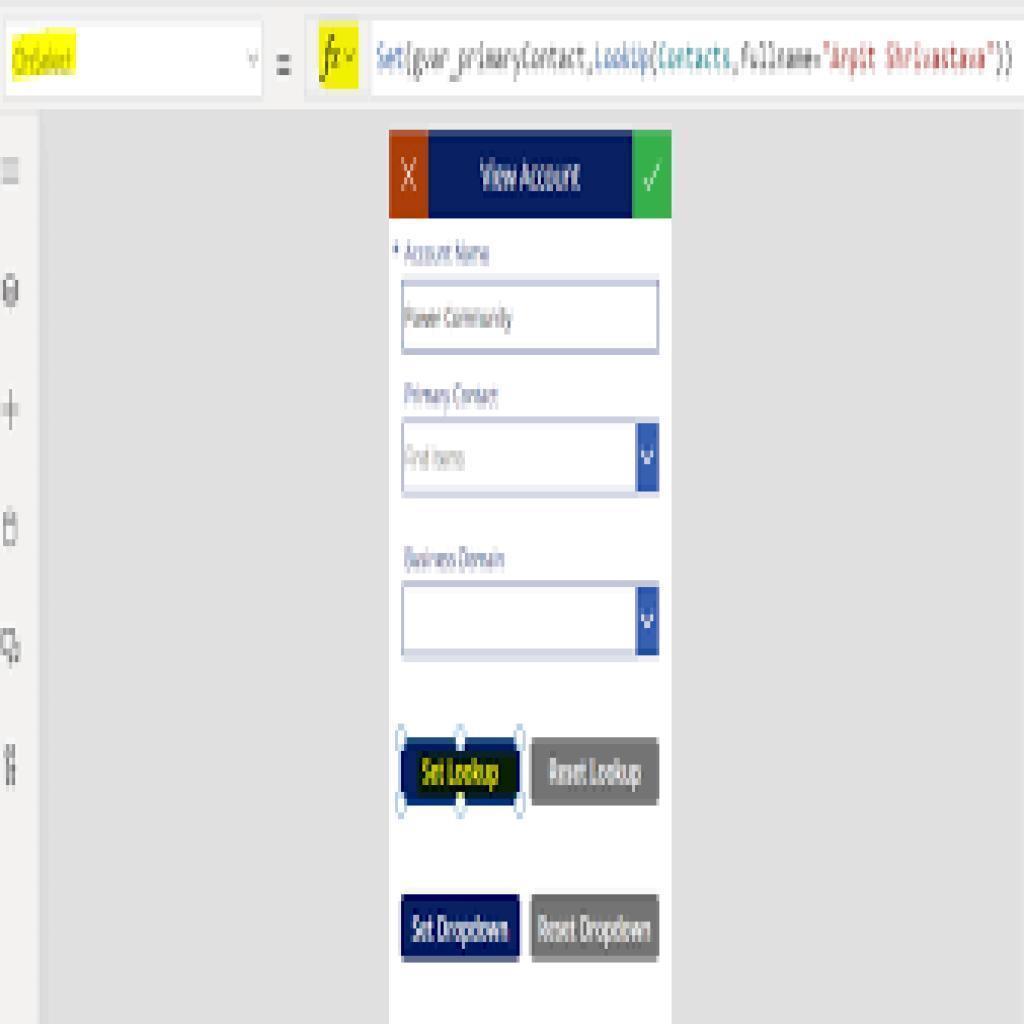 OnSelect = fx Set(gvar_primaryContact,LookUp(Contacts,fullname="Arpit Shrivastava"))
View Account
* Account Name
Power Community
Primary Contact
Find items
Business Domain
Set Lookup Reset Lookup
Set Dropdown Reset Dropdown